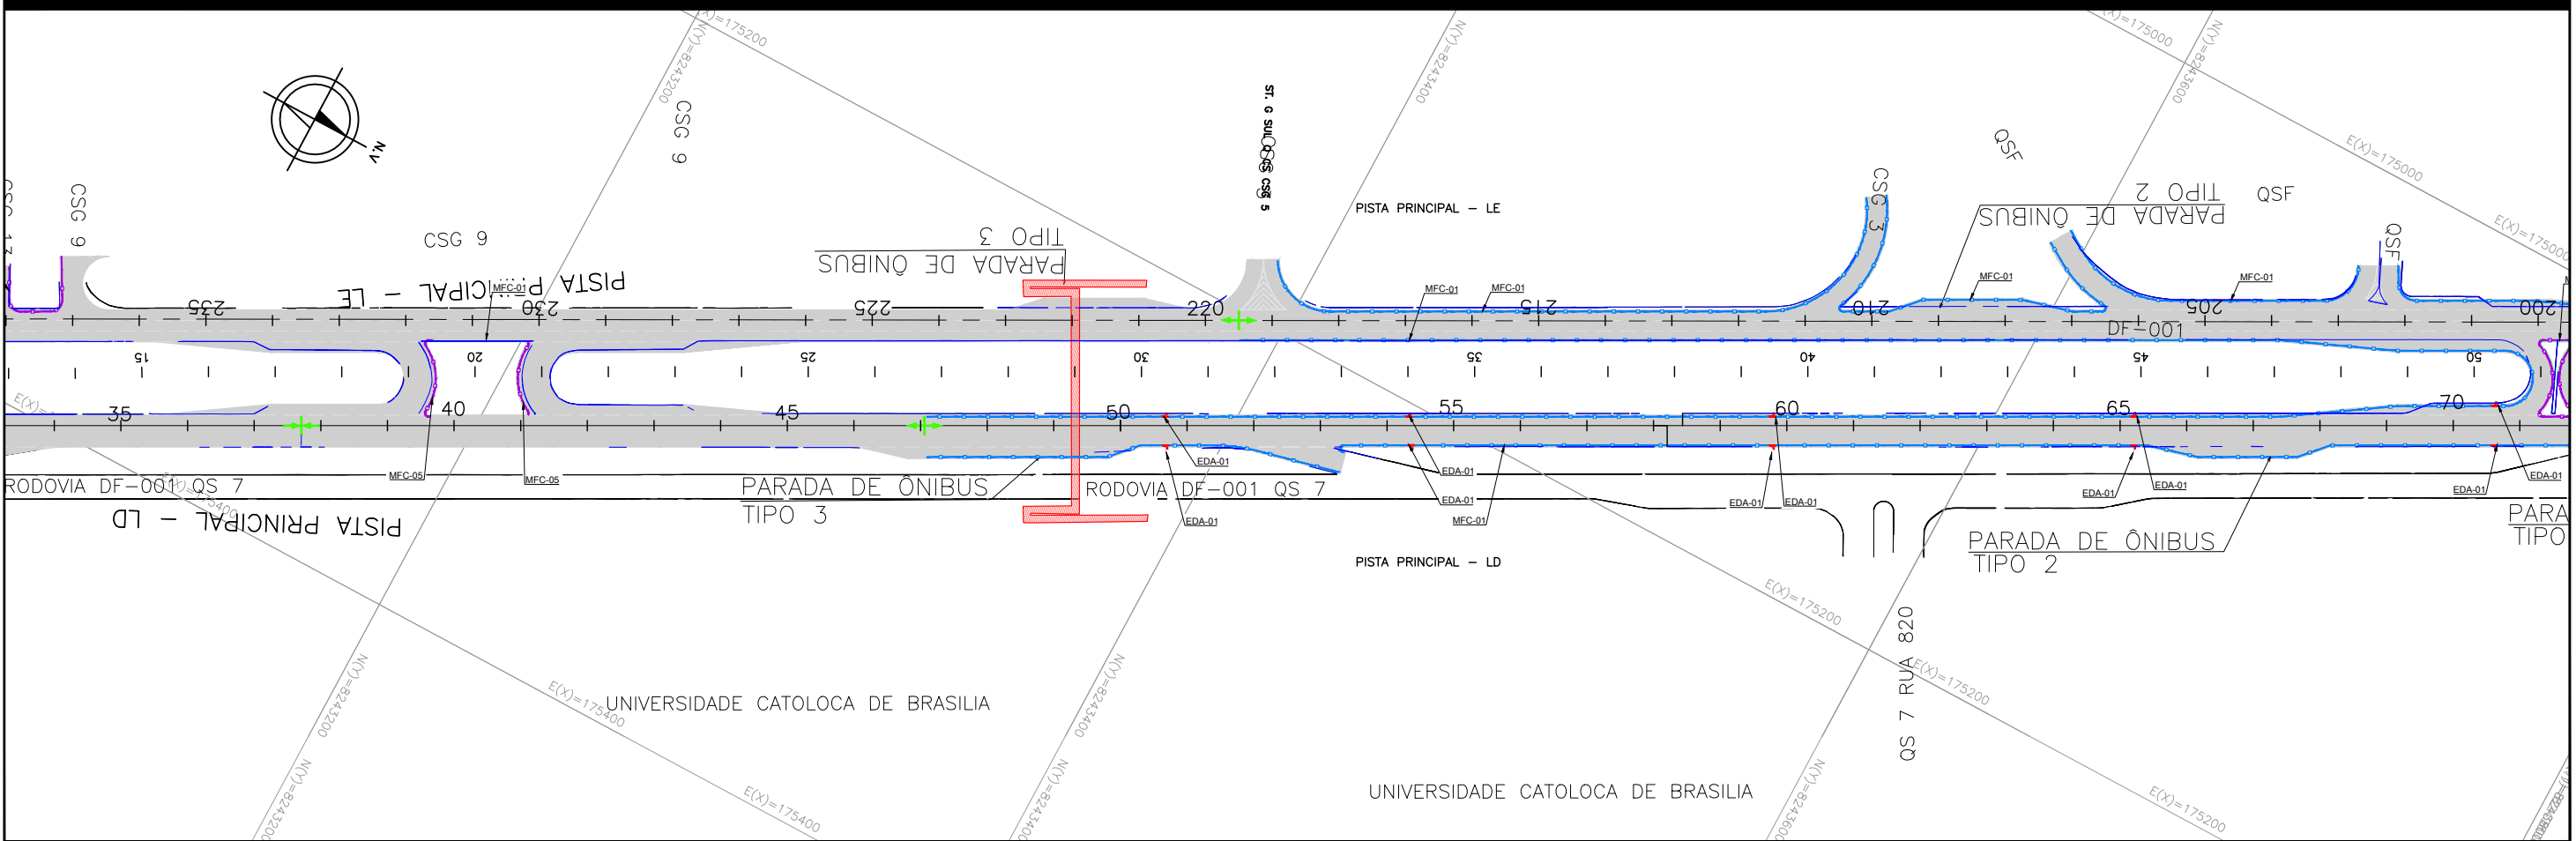 E(X)=175200
N(Y)=8243200
N(Y)=8243400
E(X)=175000
N(Y)=8243600
E(X)=175000
E(X)=175000
N.V
CSG 9
ST. G SUL
CSG 5
PISTA PRINCIPAL - LE
CSG 3
QSF
QSF
PARADA DE ÔNIBUS
TIPO 2
QSF
CSG 9
CSG 9
PARADA DE ÔNIBUS
TIPO 3
PISTA PRINCIPAL - LE
MFC-01
MFC-01
MFC-01
MFC-01
MFC-01
235
230
225
220
215
210
205
200
DF-001
15
20
25
30
35
40
45
50
35
40
45
50
55
60
65
70
MFC-05
MFC-05
EDA-01
EDA-01
EDA-01
EDA-01
EDA-01
EDA-01
EDA-01
EDA-01
EDA-01
EDA-01
MFC-01
RODOVIA DF-001 QS 7
PISTA PRINCIPAL - LD
PARADA DE ÔNIBUS
TIPO 3
RODOVIA DF-001 QS 7
PISTA PRINCIPAL - LD
PARADA DE ÔNIBUS
TIPO 2
PARA
TIPO
E(X)=175400
E(X)=175200
QS 7 RUA 820
E(X)=175200
N(Y)=8243200
E(X)=175400
N(Y)=8243400
UNIVERSIDADE CATOLOCA DE BRASILIA
N(Y)=8243200
E(X)=175400
N(Y)=8243400
N(Y)=8243600
E(X)=175200
UNIVERSIDADE CATOLOCA DE BRASILIA